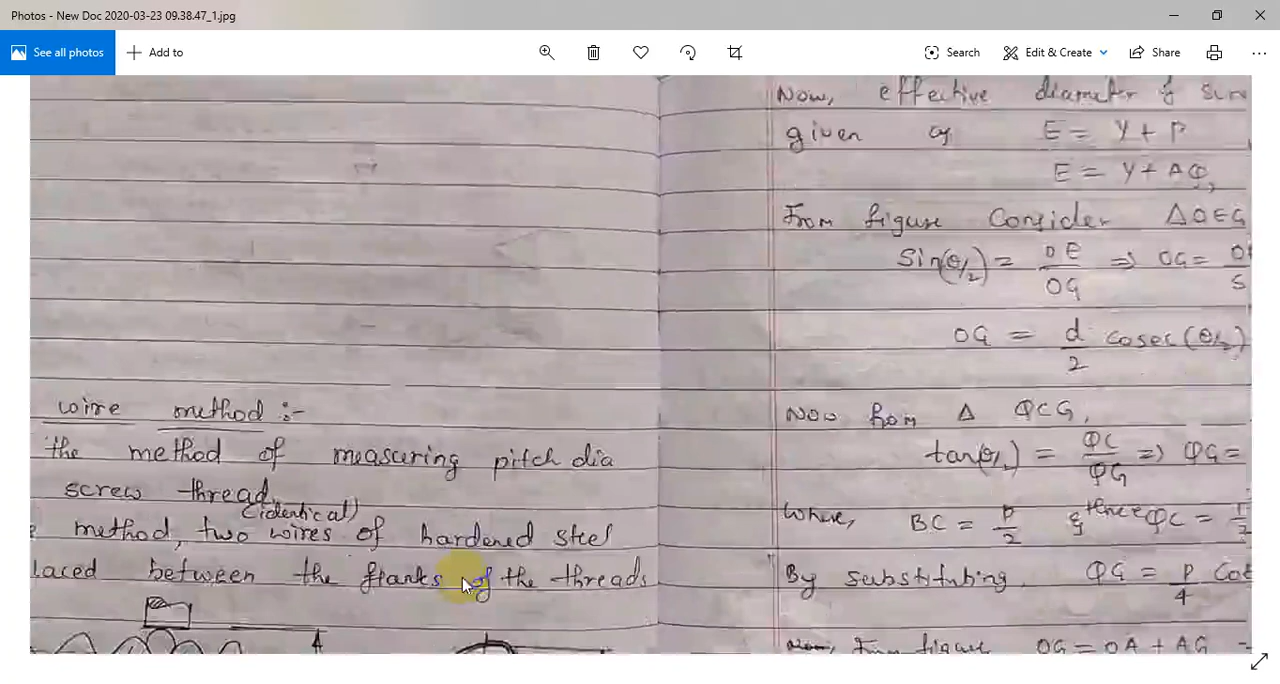 Photos - New Doc 2020-03-23 09.38.47_1.jpg
See all photos
Add to
Search
Edit & Create
Share
wire method :-
the method of measuring pitch dia
screw thread.
(identical)
method, two wires of hardened steel
laced between the flanks of the threads
Now, effective diameter of
given by E = Y + P
E = Y + AQ,
From figure Consider ΔOEG
Sin(θ/2) = OE/OG ⇒ OG =
OG = d/2 cosec(θ/2)
Now from Δ QCG,
tan(θ/2) = QC/QG ⇒ QG =
Where, BC = p/2 & thence QC =
By substituting, QG = p/4 Cot
Now, From figure OG = OA + AG